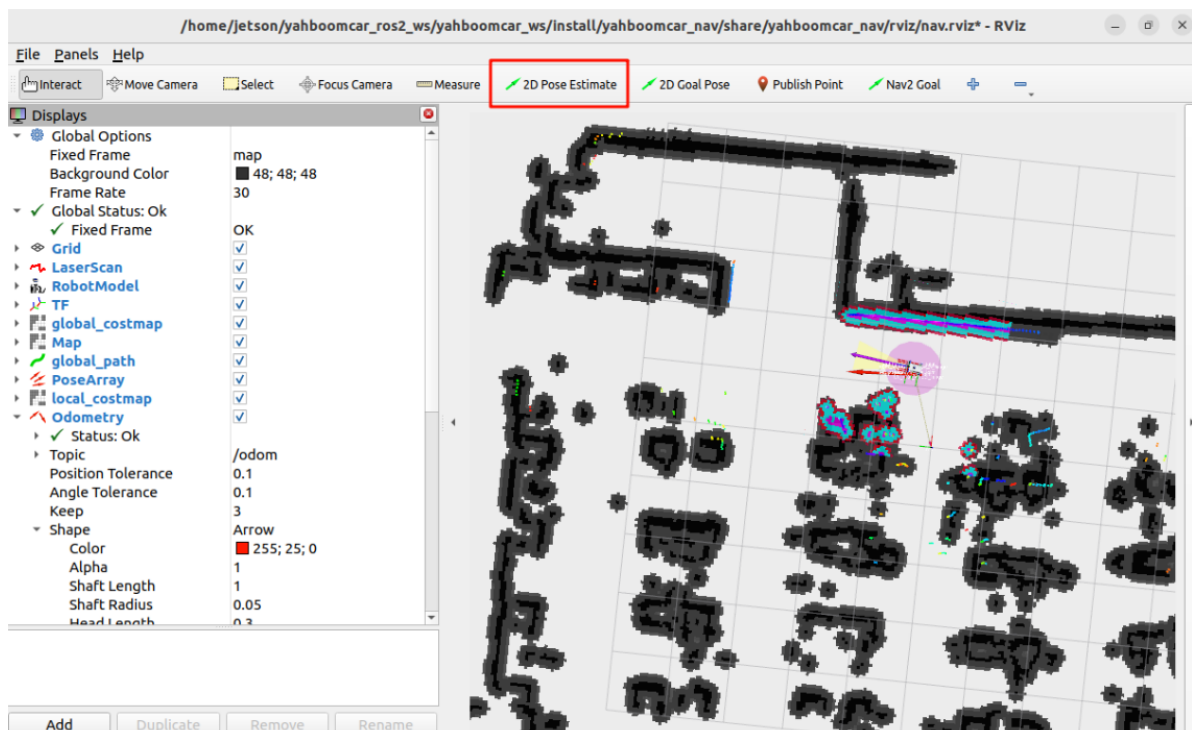 /home/jetson/yahboomcar_ros2_ws/yahboomcar_ws/install/yahboomcar_nav/share/yahboomcar_nav/rviz/nav.rviz* - RViz
File Panels Help
Interact Move Camera Select Focus Camera Measure 2D Pose Estimate 2D Goal Pose Publish Point Nav2 Goal
Displays
Global Options
Fixed Frame map
Background Color 48; 48; 48
Frame Rate 30
Global Status: Ok
Fixed Frame OK
Grid
LaserScan
RobotModel
TF
global_costmap
Map
global_path
PoseArray
local_costmap
Odometry
Status: Ok
Topic /odom
Position Tolerance 0.1
Angle Tolerance 0.1
Keep 3
Shape Arrow
Color 255; 25; 0
Alpha 1
Shaft Length 1
Shaft Radius 0.05
Head Length 0.3
Add Duplicate Remove Rename